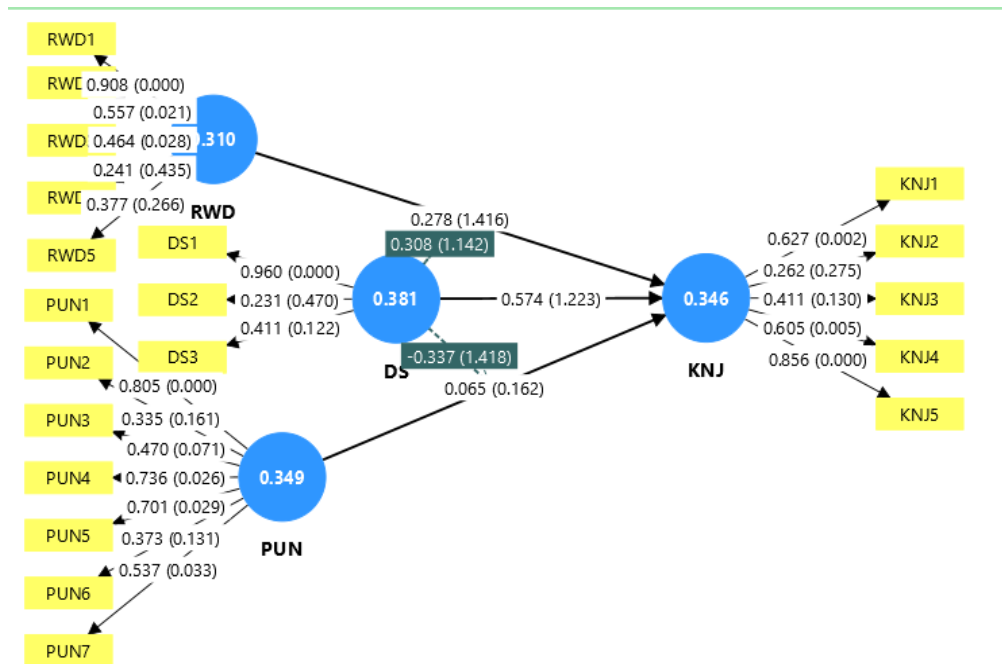 RWD1
RWD
RWD
RWD
RWD5
0.908 (0.000)
0.557 (0.021)
0.464 (0.028)
0.241 (0.435)
0.377 (0.266)
.310
RWD
DS1
DS2
DS3
0.960 (0.000)
0.231 (0.470)
0.411 (0.122)
0.381
DS
PUN1
PUN2
PUN3
PUN4
PUN5
PUN6
PUN7
0.805 (0.000)
0.335 (0.161)
0.470 (0.071)
0.736 (0.026)
0.701 (0.029)
0.373 (0.131)
0.537 (0.033)
0.349
PUN
0.278 (1.416)
0.308 (1.142)
0.574 (1.223)
-0.337 (1.418)
0.065 (0.162)
0.346
KNJ
0.627 (0.002)
0.262 (0.275)
0.411 (0.130)
0.605 (0.005)
0.856 (0.000)
KNJ1
KNJ2
KNJ3
KNJ4
KNJ5